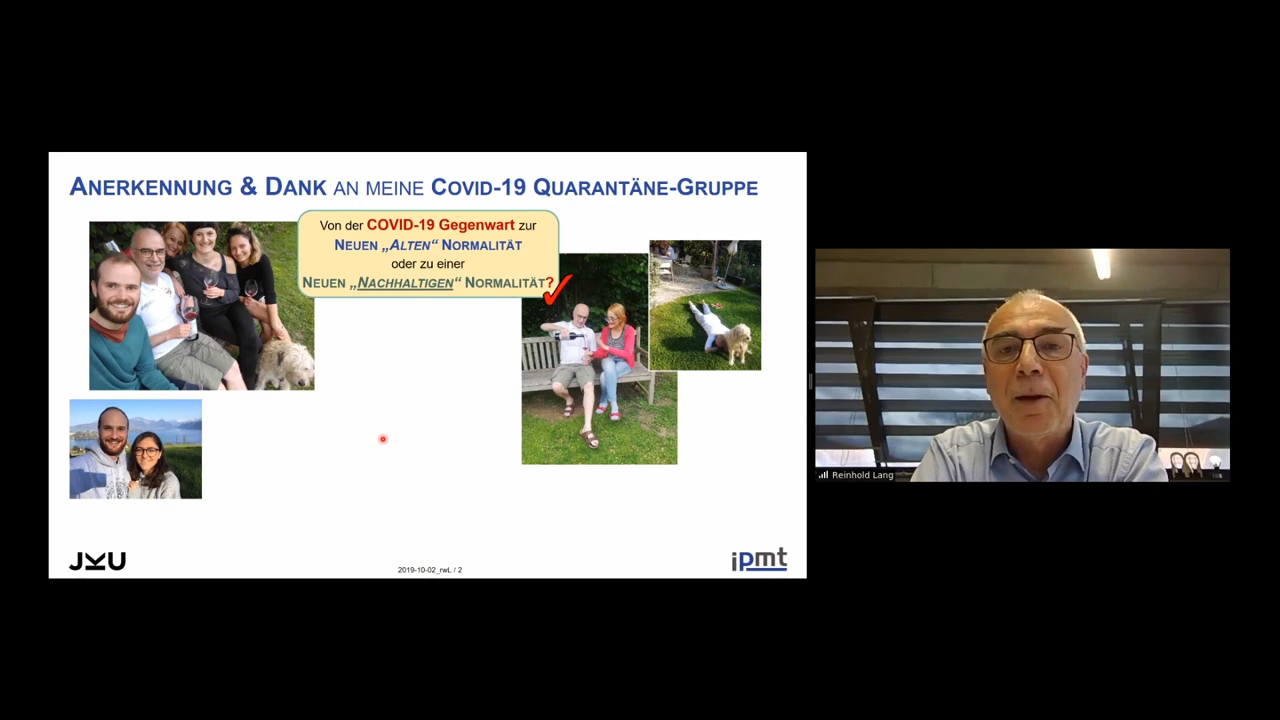 ANERKENNUNG & DANK AN MEINE COVID-19 QUARANTÄNE-GRUPPE
Von der COVID-19 Gegenwart zur
NEUEN „ALTEN“ NORMALITÄT
oder zu einer
NEUEN „NACHHALTIGEN“ NORMALITÄT?
JKU
2019-10-02_rwL / 2
ipmt
Reinhold Lang